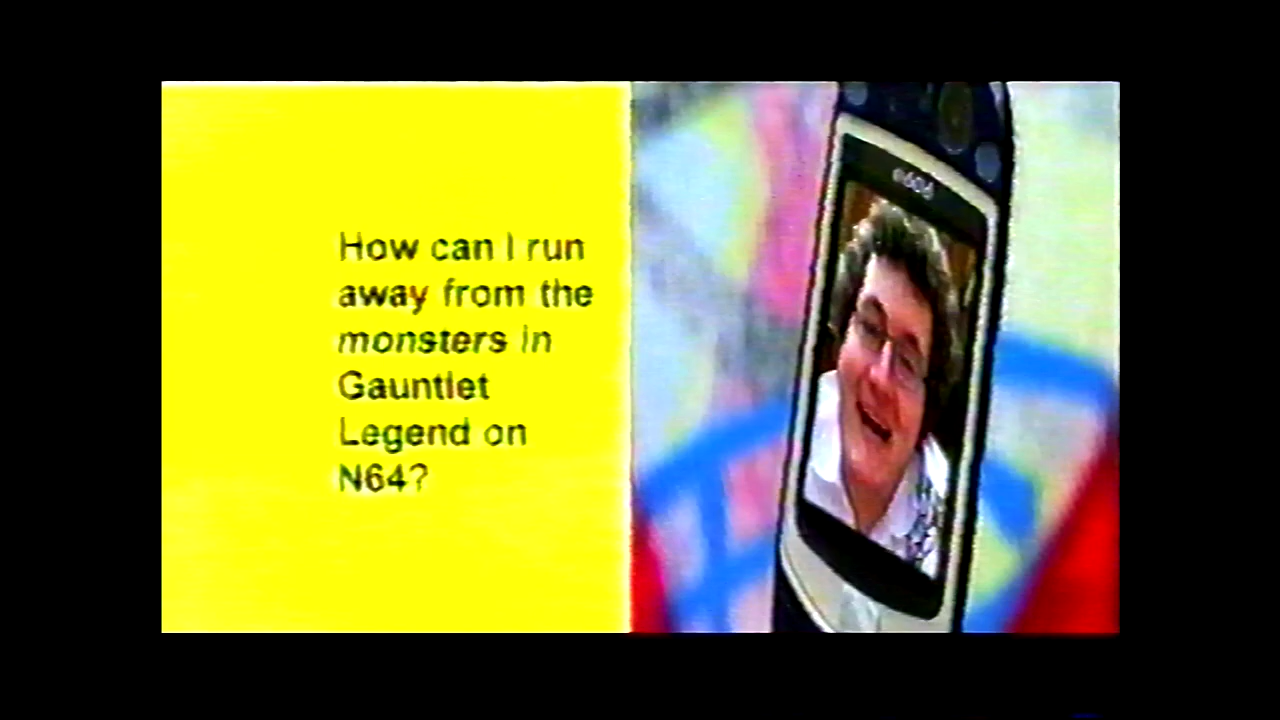 How can I run
away from the
monsters in
Gauntlet
Legend on
N64?